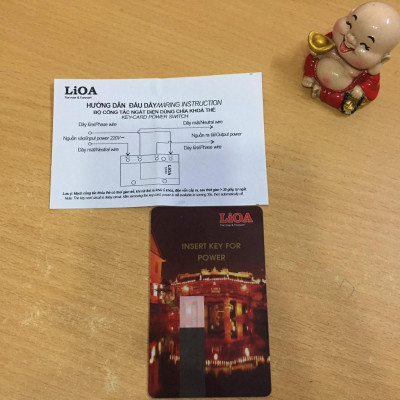 LiOA
HƯỚNG DẪN ĐẤU DÂY/WIRING INSTRUCTION
BỘ CÔNG TẮC NGẮT ĐIỆN DÙNG CHÌA KHOÁ THẺ
KEY-CARD POWER SWITCH
Dây lửa/Phase wire
Dây mát/Neutral wire
Nguồn vào/Input power 220V~
Nguồn ra tải/Output power
Dây mát/Neutral wire
Dây lửa/Phase wire
LiOA
LiOA
INSERT KEY FOR
POWER